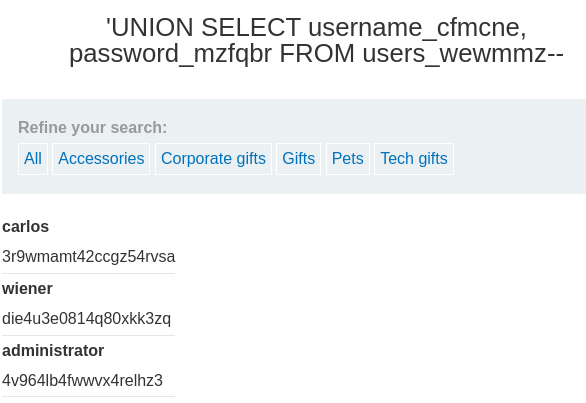 'UNION SELECT username_cfmcne,
password_mzfqbr FROM users_wewmmz--
Refine your search:
All Accessories Corporate gifts Gifts Pets Tech gifts
carlos
3r9wmamt42ccgz54rvsa
wiener
die4u3e0814q80xkk3zq
administrator
4v964lb4fwwvx4relhz3